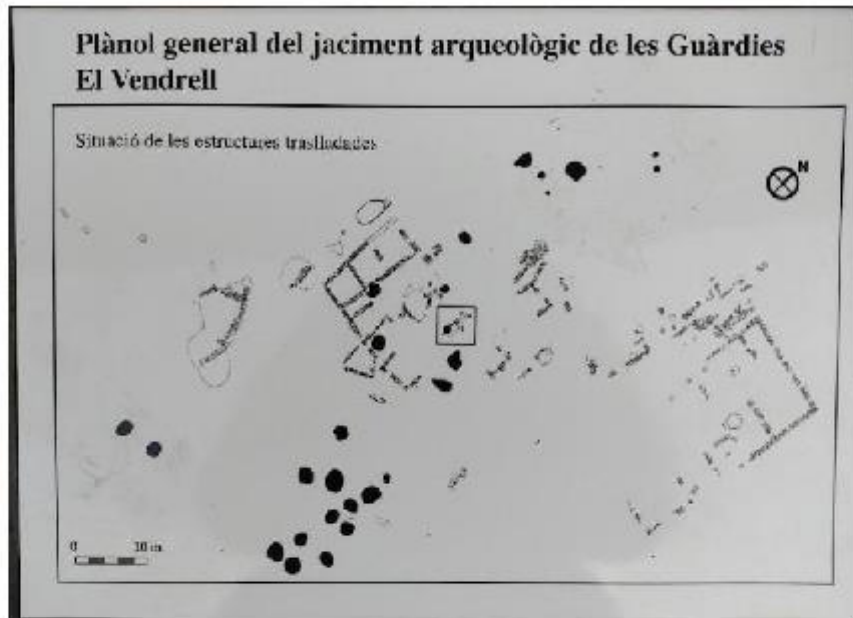 Plànol general del jaciment arqueològic de les Guàrdies
El Vendrell
Situació de les estructures traslladades
N
0 10 m.